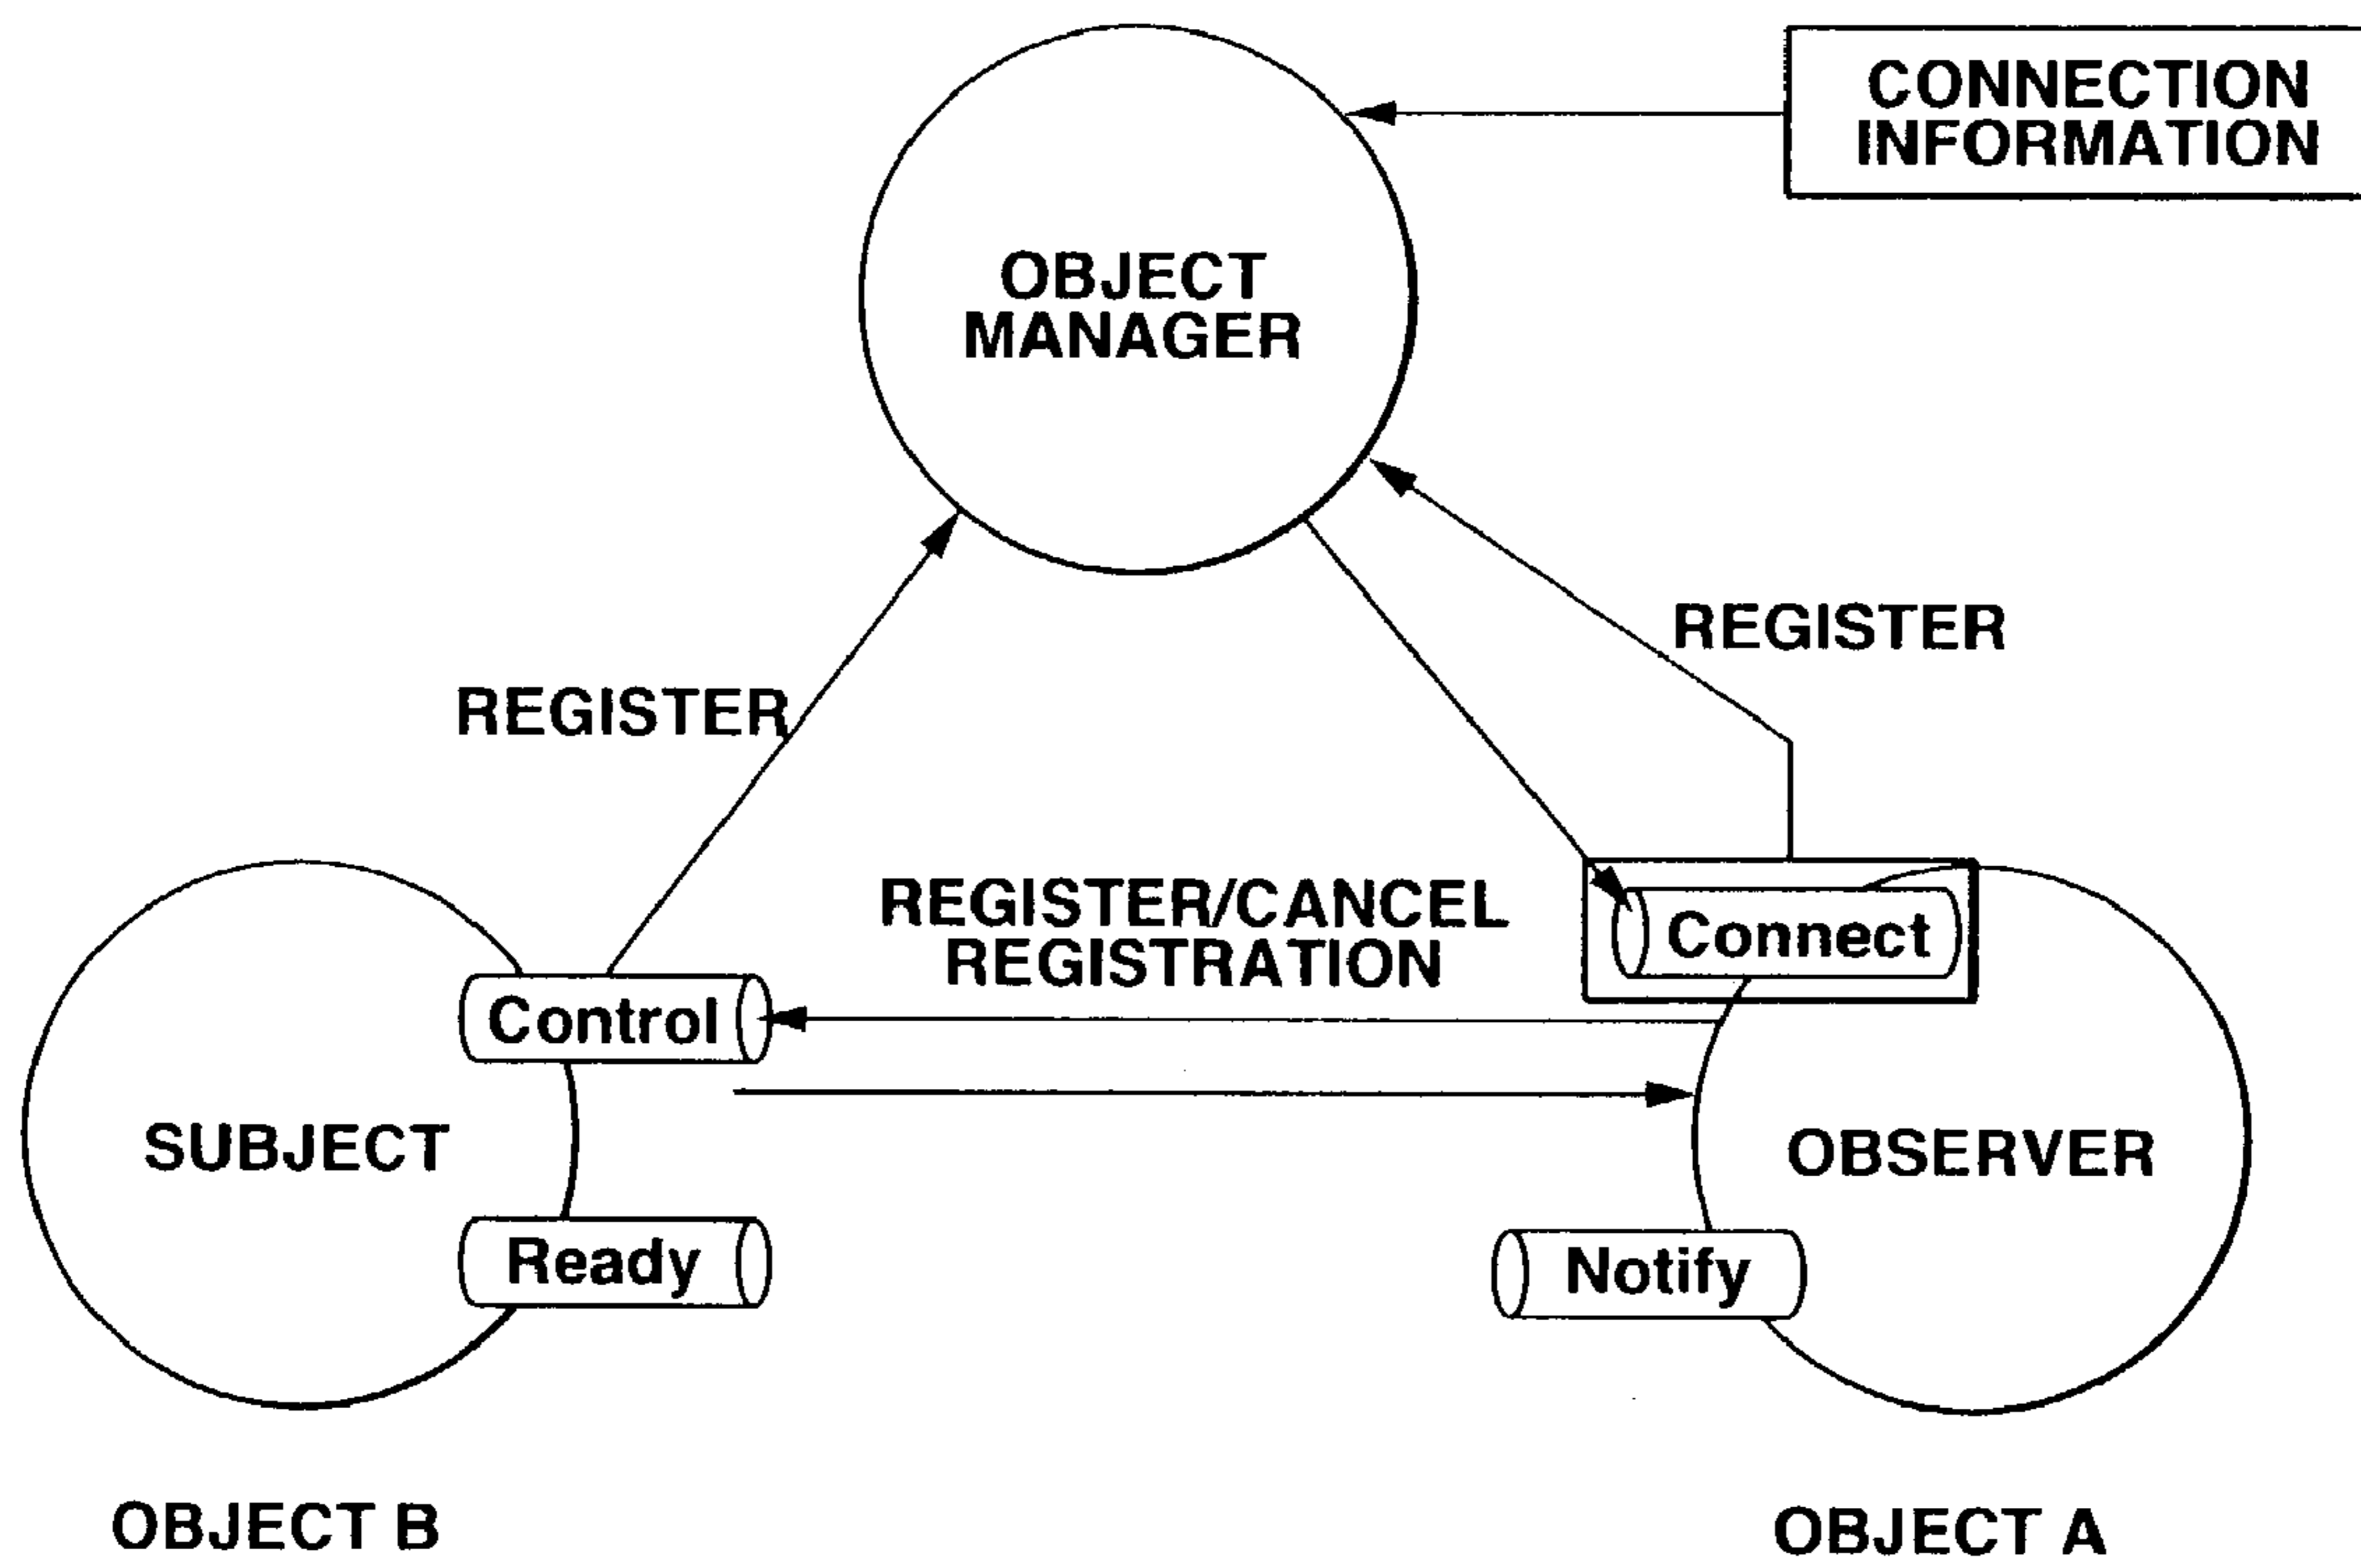 CONNECTION
INFORMATION
OBJECT
MANAGER
REGISTER
REGISTER
REGISTER/CANCEL
REGISTRATION
Connect
Control
SUBJECT
OBSERVER
Ready
Notify
OBJECT B
OBJECT A